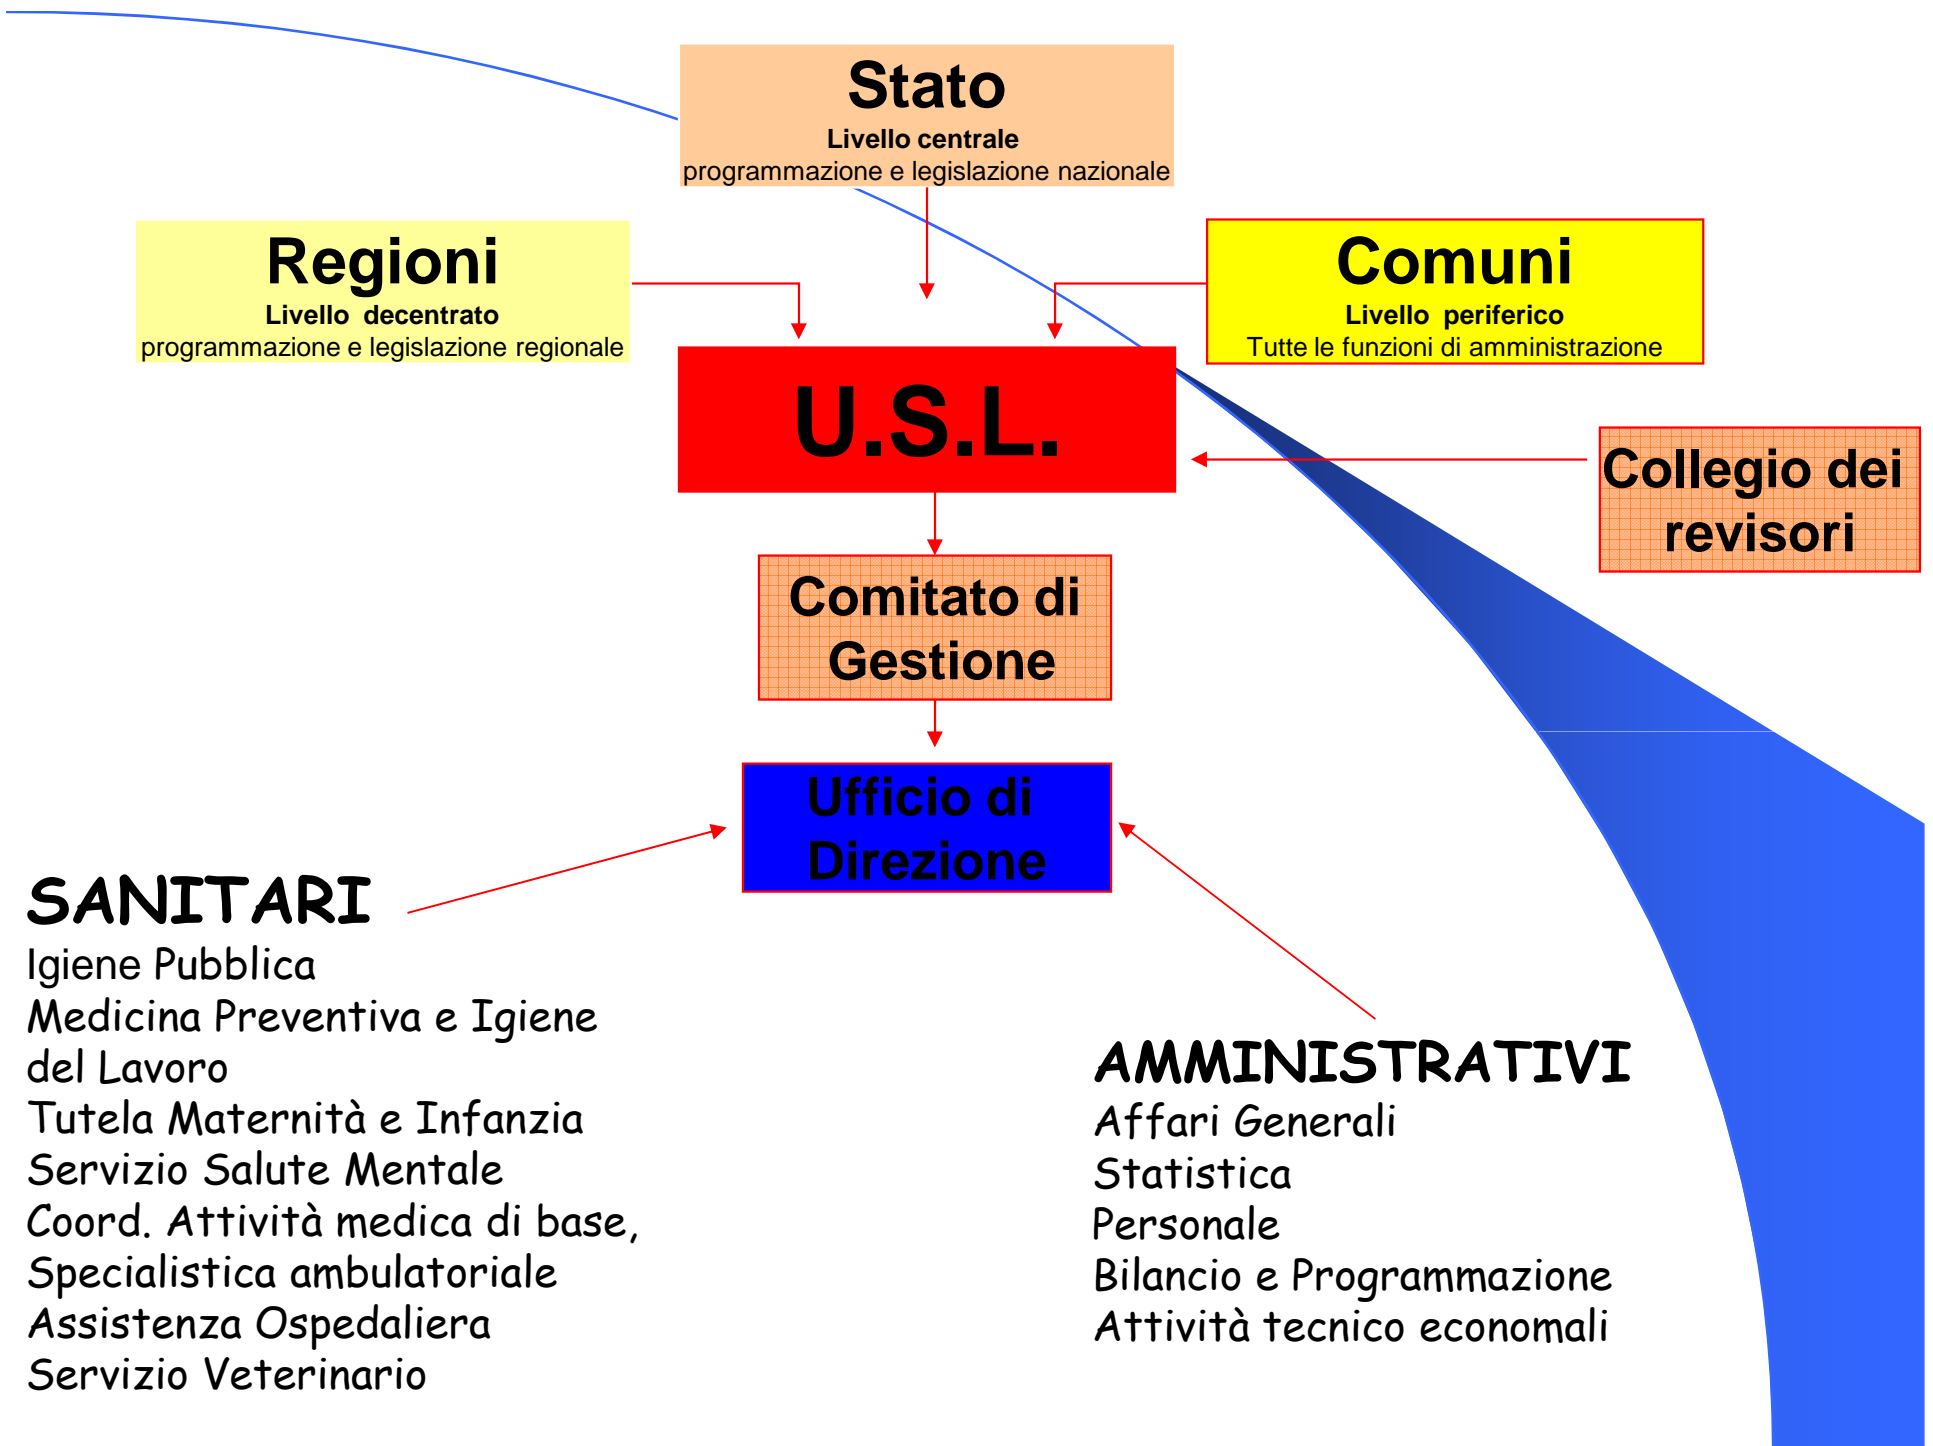 Stato
Livello centrale
programmazione e legislazione nazionale
Regioni
Livello decentrato
programmazione e legislazione regionale
Comuni
Livello periferico
Tutte le funzioni di amministrazione
U.S.L.
Collegio dei
revisori
Comitato di
Gestione
Ufficio di
Direzione
SANITARI
Igiene Pubblica
Medicina Preventiva e Igiene
del Lavoro
Tutela Maternità e Infanzia
Servizio Salute Mentale
Coord. Attività medica di base,
Specialistica ambulatoriale
Assistenza Ospedaliera
Servizio Veterinario
AMMINISTRATIVI
Affari Generali
Statistica
Personale
Bilancio e Programmazione
Attività tecnico economali